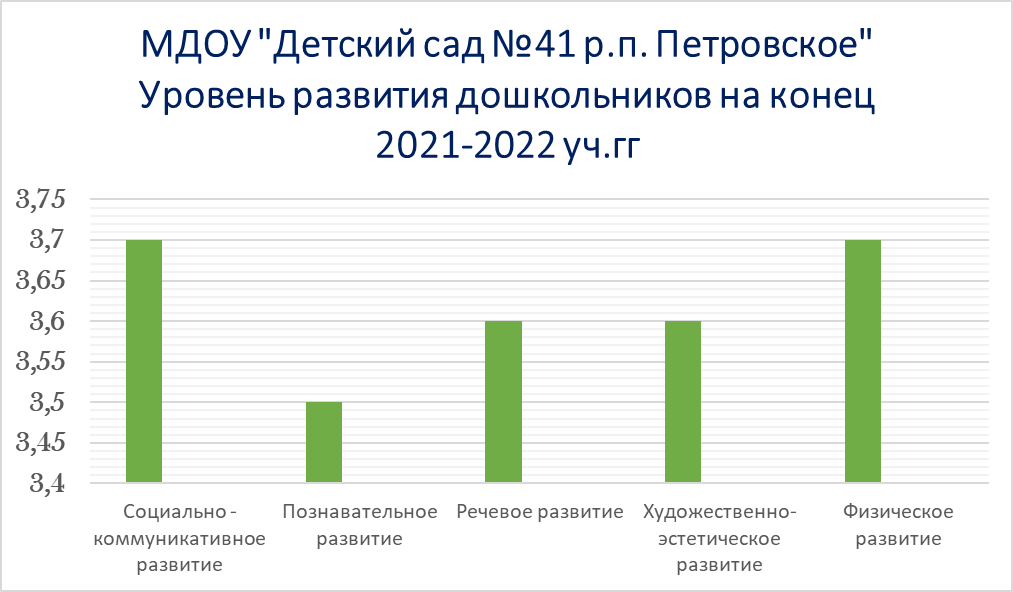 МДОУ "Детский сад №41 р.п. Петровское"
Уровень развития дошкольников на конец
2021-2022 уч.гг
3,75
3,7
3,65
3,6
3,55
3,5
3,45
3,4
Социально -
коммуникативное
развитие
Познавательное
развитие
Речевое развитие
Художественно-
эстетическое
развитие
Физическое
развитие